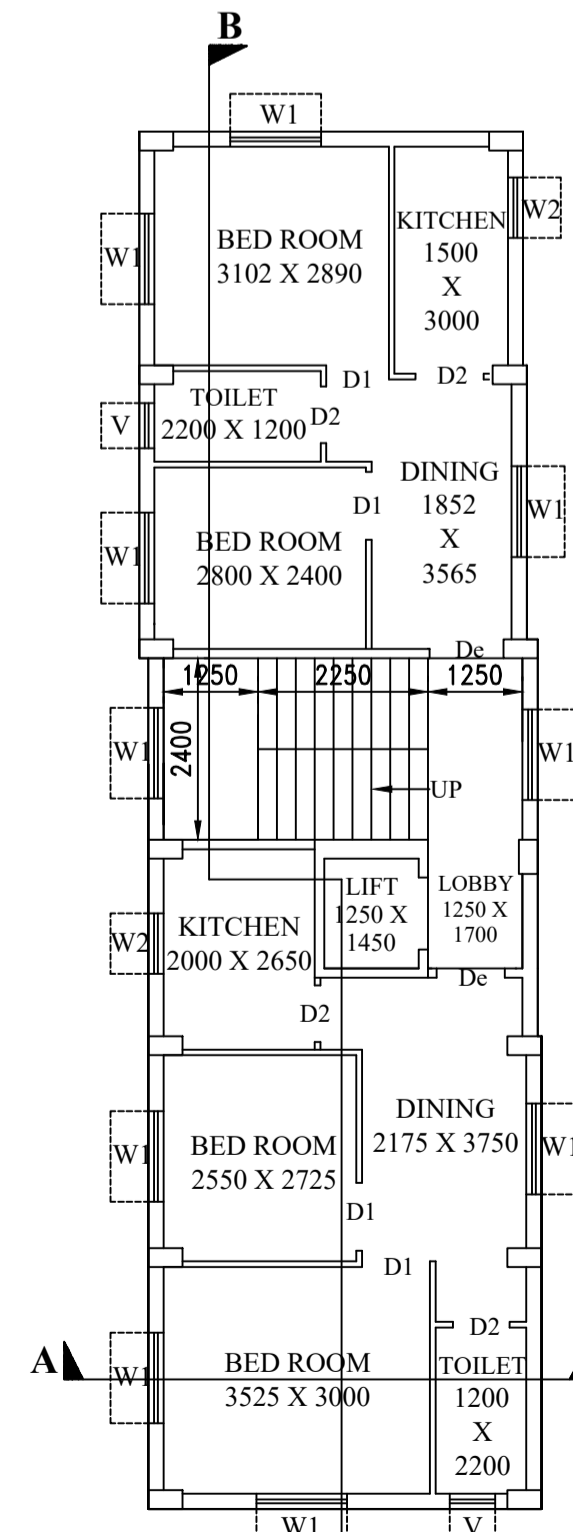 B
W1
W1
BED ROOM
3102 X 2890
KITCHEN
1500
X
3000
W2
D1
D2
TOILET
2200 X 1200
V
D2
DINING
1852
X
3565
W1
D1
W1
BED ROOM
2800 X 2400
De
1250
2250
1250
2400
W1
W1
UP
LIFT
1250 X
1450
LOBBY
1250 X
1700
KITCHEN
2000 X 2650
W2
De
D2
DINING
2175 X 3750
W1
BED ROOM
2550 X 2725
D1
D1
D2
A
W1
BED ROOM
3525 X 3000
TOILET
1200
X
2200
W1
V